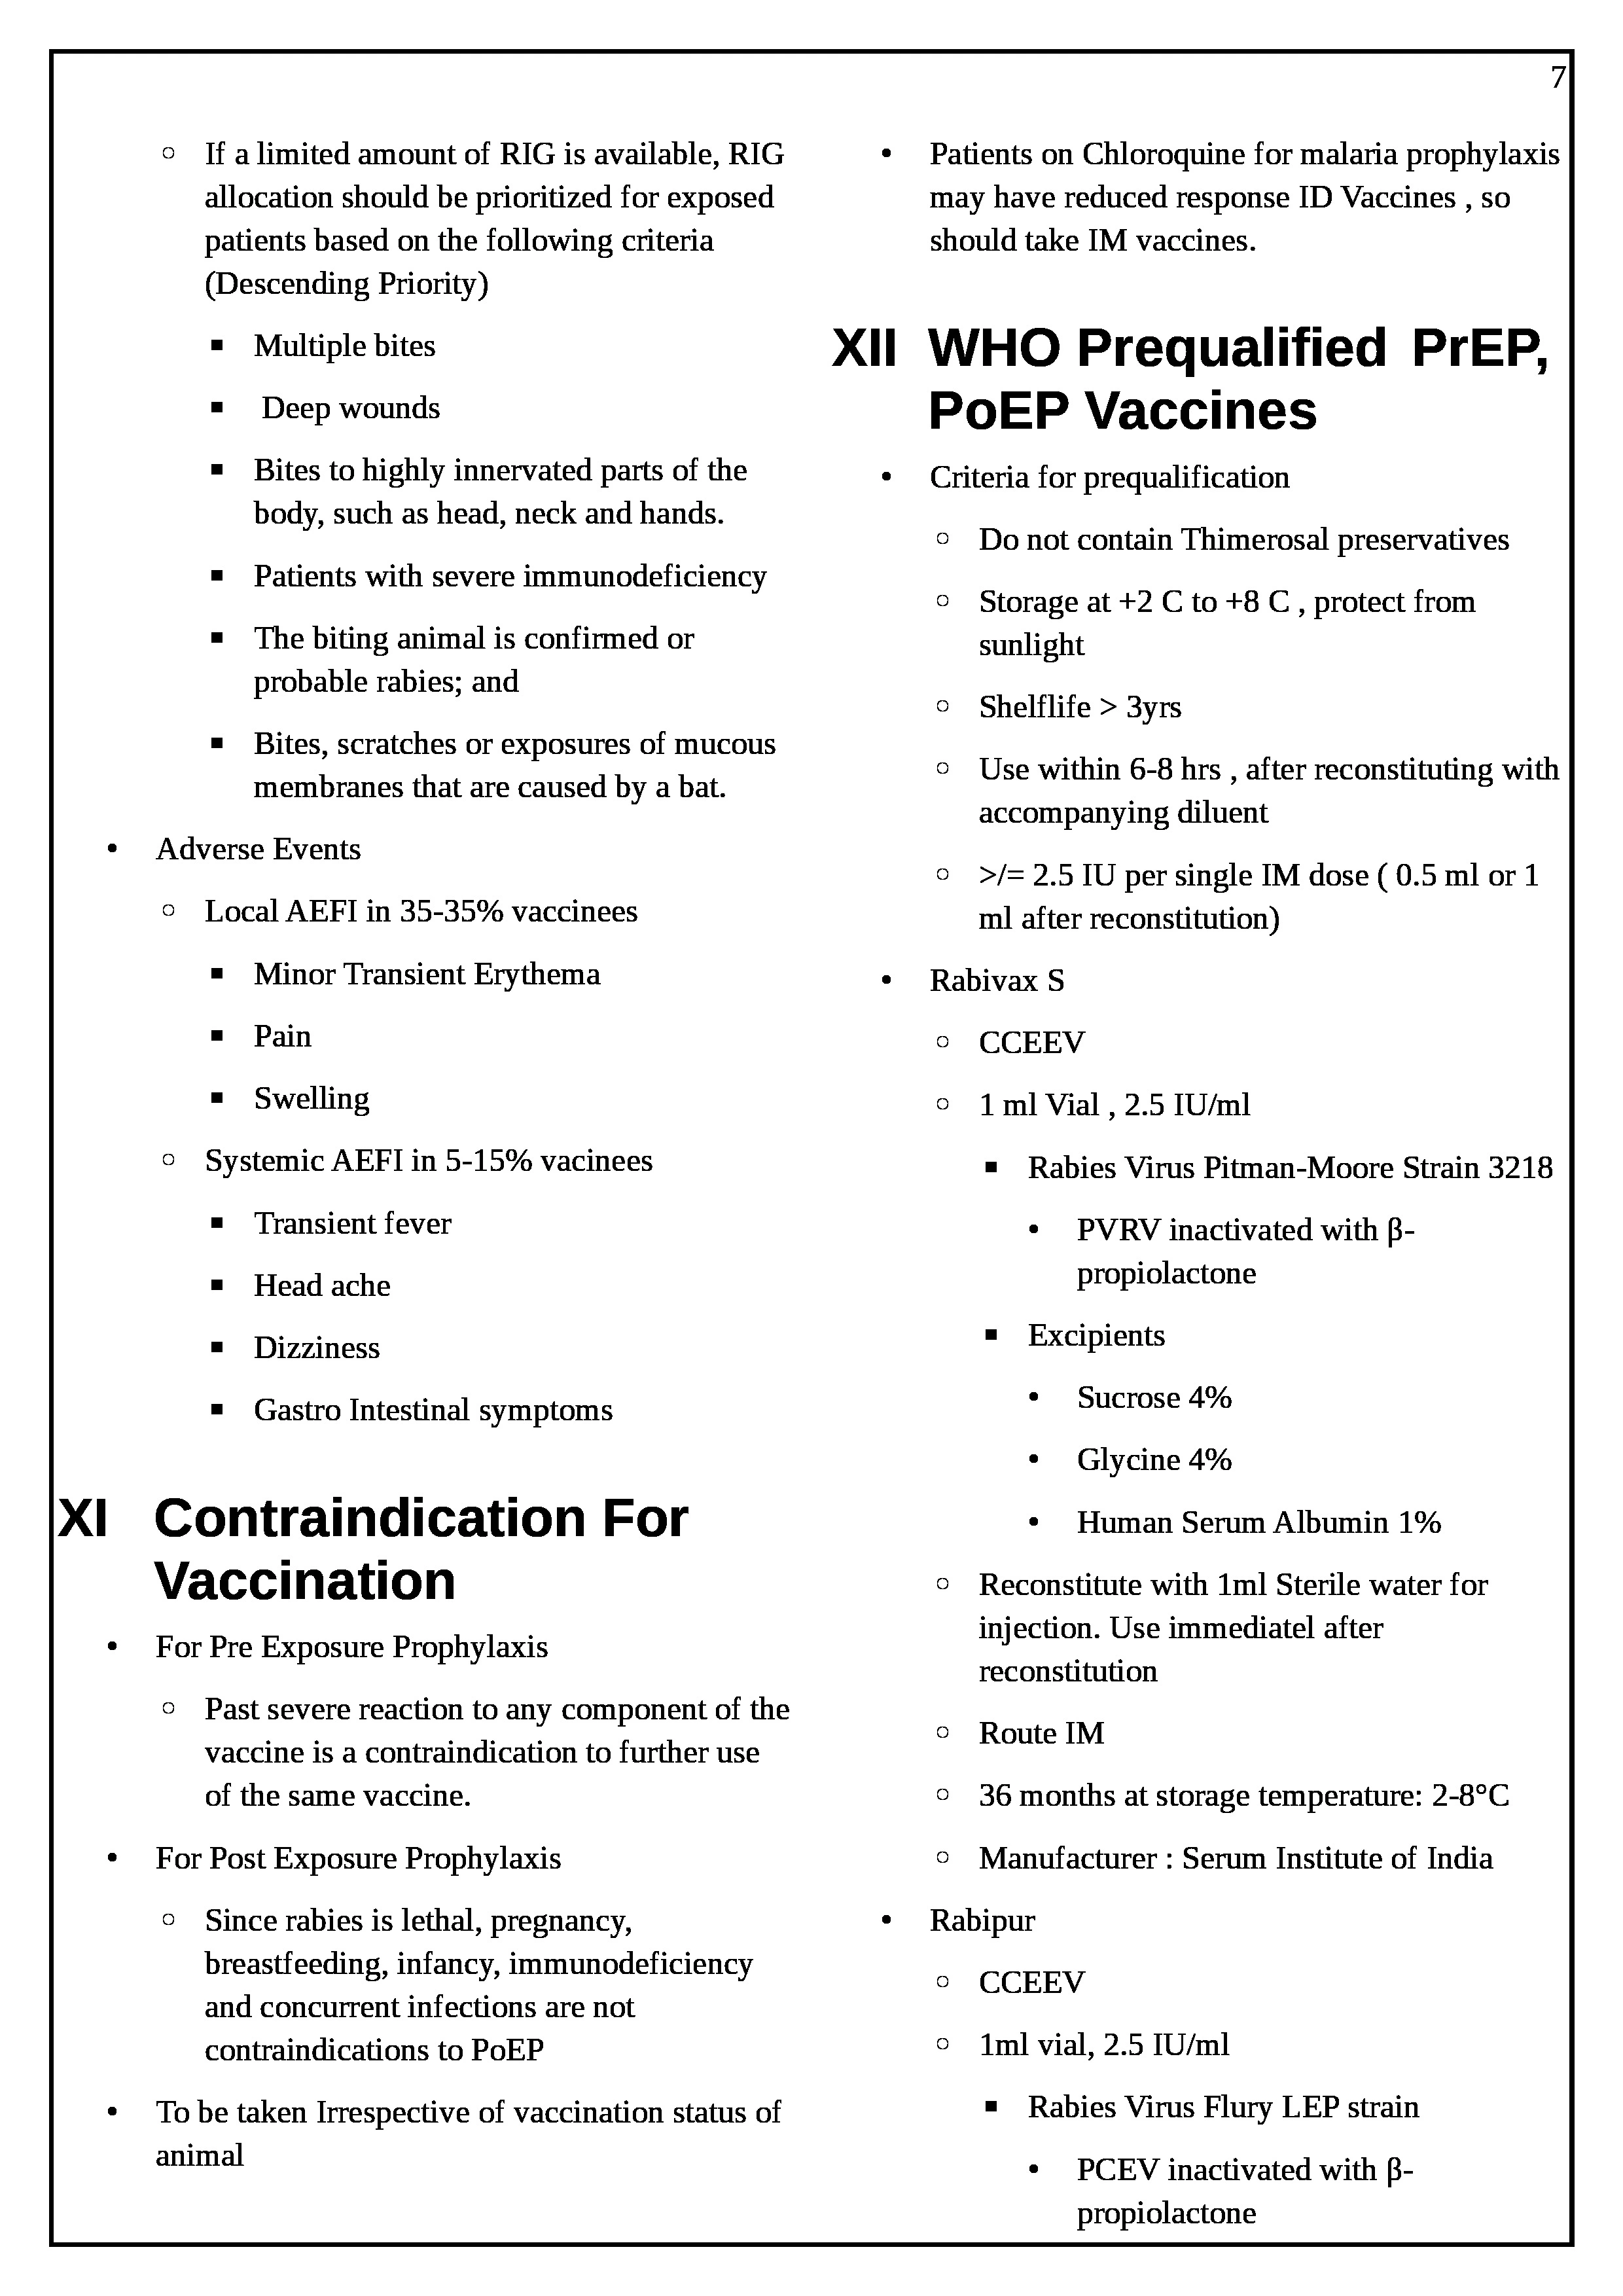 7
○ If a limited amount of RIG is available, RIG
allocation should be prioritized for exposed
patients based on the following criteria
(Descending Priority)
▪ Multiple bites
▪ Deep wounds
▪ Bites to highly innervated parts of the
body, such as head, neck and hands.
▪ Patients with severe immunodeficiency
▪ The biting animal is confirmed or
probable rabies; and
▪ Bites, scratches or exposures of mucous
membranes that are caused by a bat.
• Adverse Events
○ Local AEFI in 35-35% vaccinees
▪ Minor Transient Erythema
▪ Pain
▪ Swelling
○ Systemic AEFI in 5-15% vacinees
▪ Transient fever
▪ Head ache
▪ Dizziness
▪ Gastro Intestinal symptoms
XI Contraindication For
Vaccination
• For Pre Exposure Prophylaxis
○ Past severe reaction to any component of the
vaccine is a contraindication to further use
of the same vaccine.
• For Post Exposure Prophylaxis
○ Since rabies is lethal, pregnancy,
breastfeeding, infancy, immunodeficiency
and concurrent infections are not
contraindications to PoEP
• To be taken Irrespective of vaccination status of
animal
• Patients on Chloroquine for malaria prophylaxis
may have reduced response ID Vaccines , so
should take IM vaccines.
XII WHO Prequalified PrEP,
PoEP Vaccines
• Criteria for prequalification
○ Do not contain Thimerosal preservatives
○ Storage at +2 C to +8 C , protect from
sunlight
○ Shelflife > 3yrs
○ Use within 6-8 hrs , after reconstituting with
accompanying diluent
○ >/= 2.5 IU per single IM dose ( 0.5 ml or 1
ml after reconstitution)
• Rabivax S
○ CCEEV
○ 1 ml Vial , 2.5 IU/ml
▪ Rabies Virus Pitman-Moore Strain 3218
• PVRV inactivated with β-
propiolactone
▪ Excipients
• Sucrose 4%
• Glycine 4%
• Human Serum Albumin 1%
○ Reconstitute with 1ml Sterile water for
injection. Use immediatel after
reconstitution
○ Route IM
○ 36 months at storage temperature: 2-8°C
○ Manufacturer : Serum Institute of India
• Rabipur
○ CCEEV
○ 1ml vial, 2.5 IU/ml
▪ Rabies Virus Flury LEP strain
• PCEV inactivated with β-
propiolactone